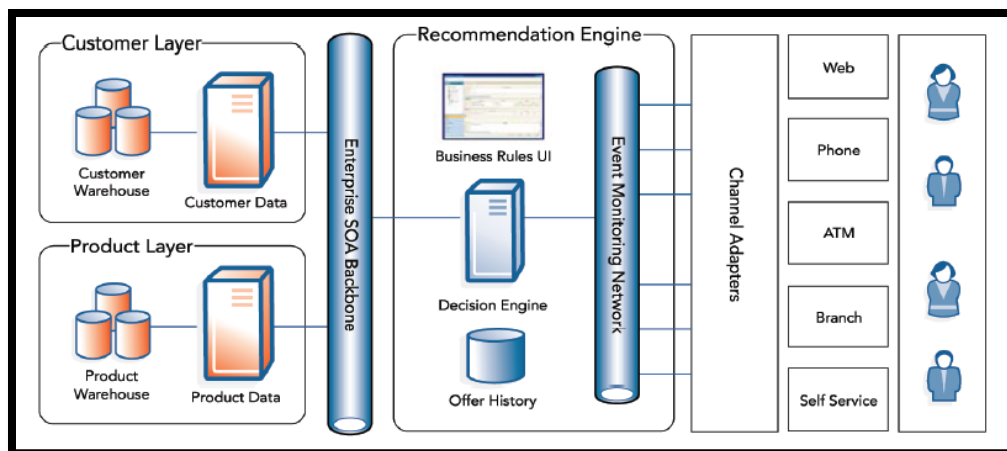 Customer Layer
Customer
Warehouse
Customer Data
Product Layer
Product
Warehouse
Product Data
Enterprise SOA Backbone
Recommendation Engine
Business Rules UI
Decision Engine
Offer History
Event Monitoring Network
Channel Adapters
Web
Phone
ATM
Branch
Self Service